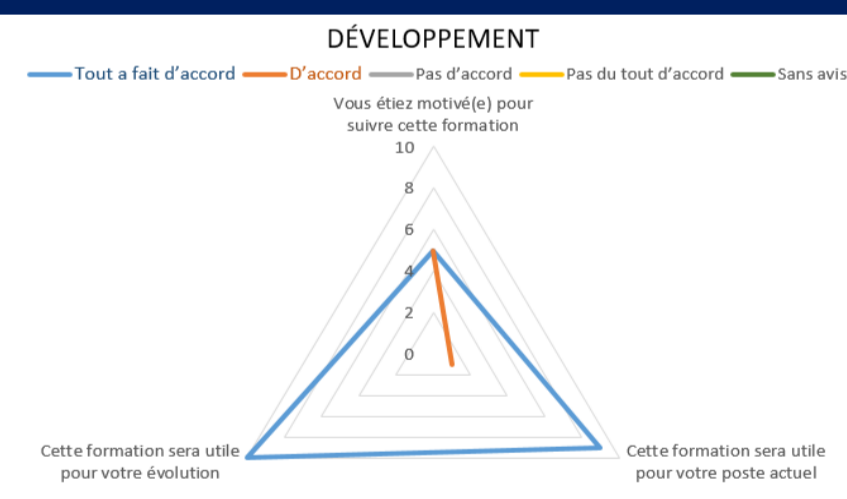 DÉVELOPPEMENT
Tout a fait d'accord D'accord Pas d'accord Pas du tout d'accord Sans avis
Vous étiez motivé(e) pour
suivre cette formation
10
8
6
4
2
0
Cette formation sera utile
pour votre évolution
Cette formation sera utile
pour votre poste actuel